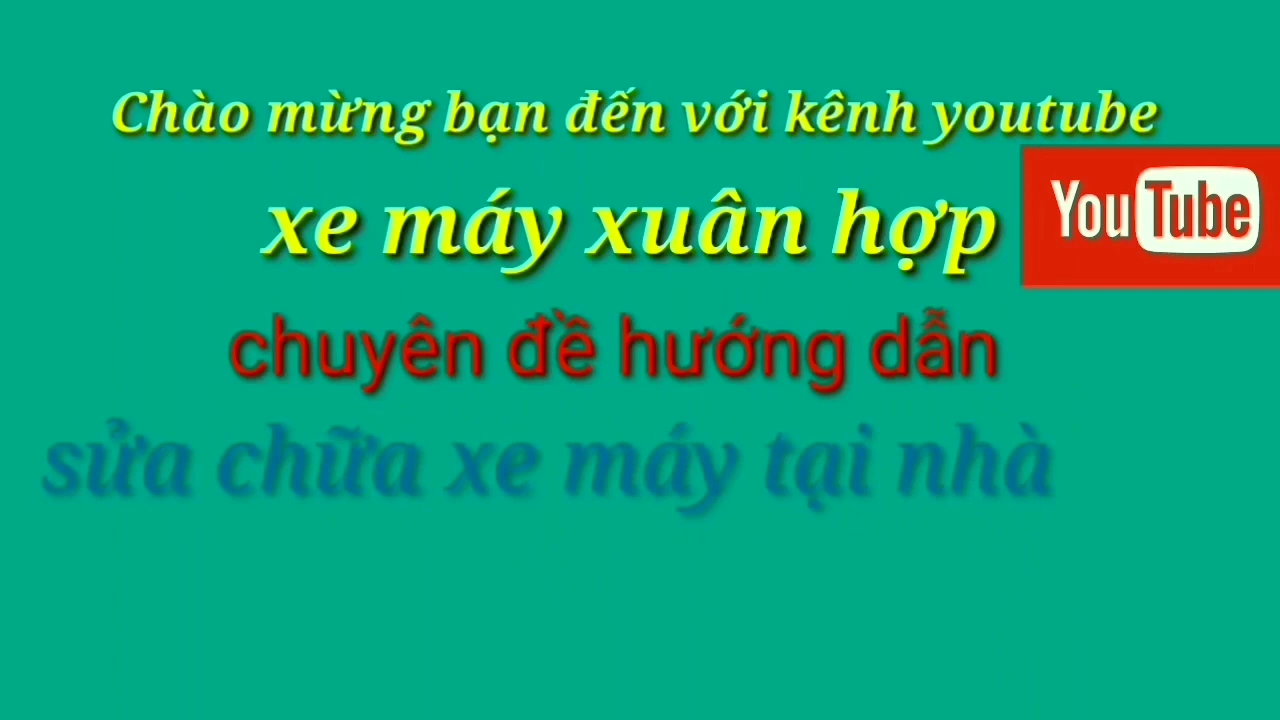 Chào mừng bạn đến với kênh youtube
xe máy xuân hợp
YouTube
chuyên đề hướng dẫn
sửa chữa xe máy tại nhà